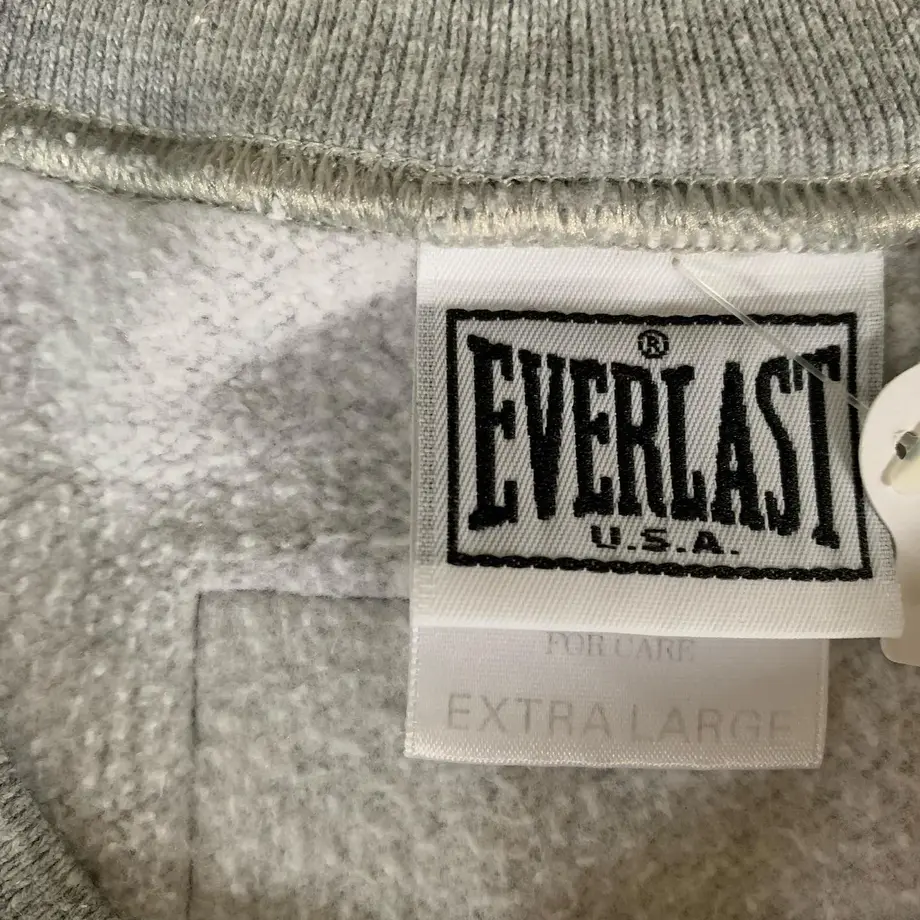 ®
EVERLAST
U.S.A.
FOR CARE
EXTRA LARGE